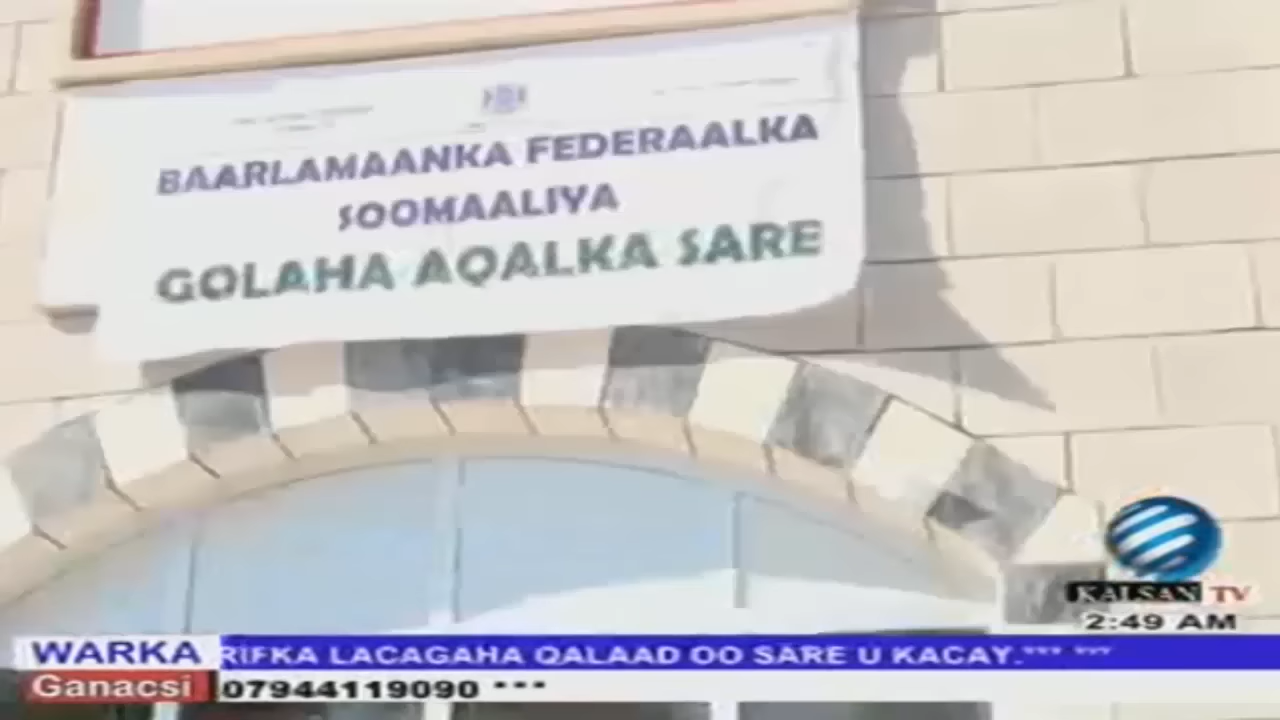 BAARLAMAANKA FEDERAALKA
SOOMAALIYA
GOLAHA AQALKA SARE
KALSAN TV
2:49 AM
WARKA
RIFKA LACAGAHA QALAAD OO SARE U KACAY.*** ***
Ganacsi
07944119090 ***